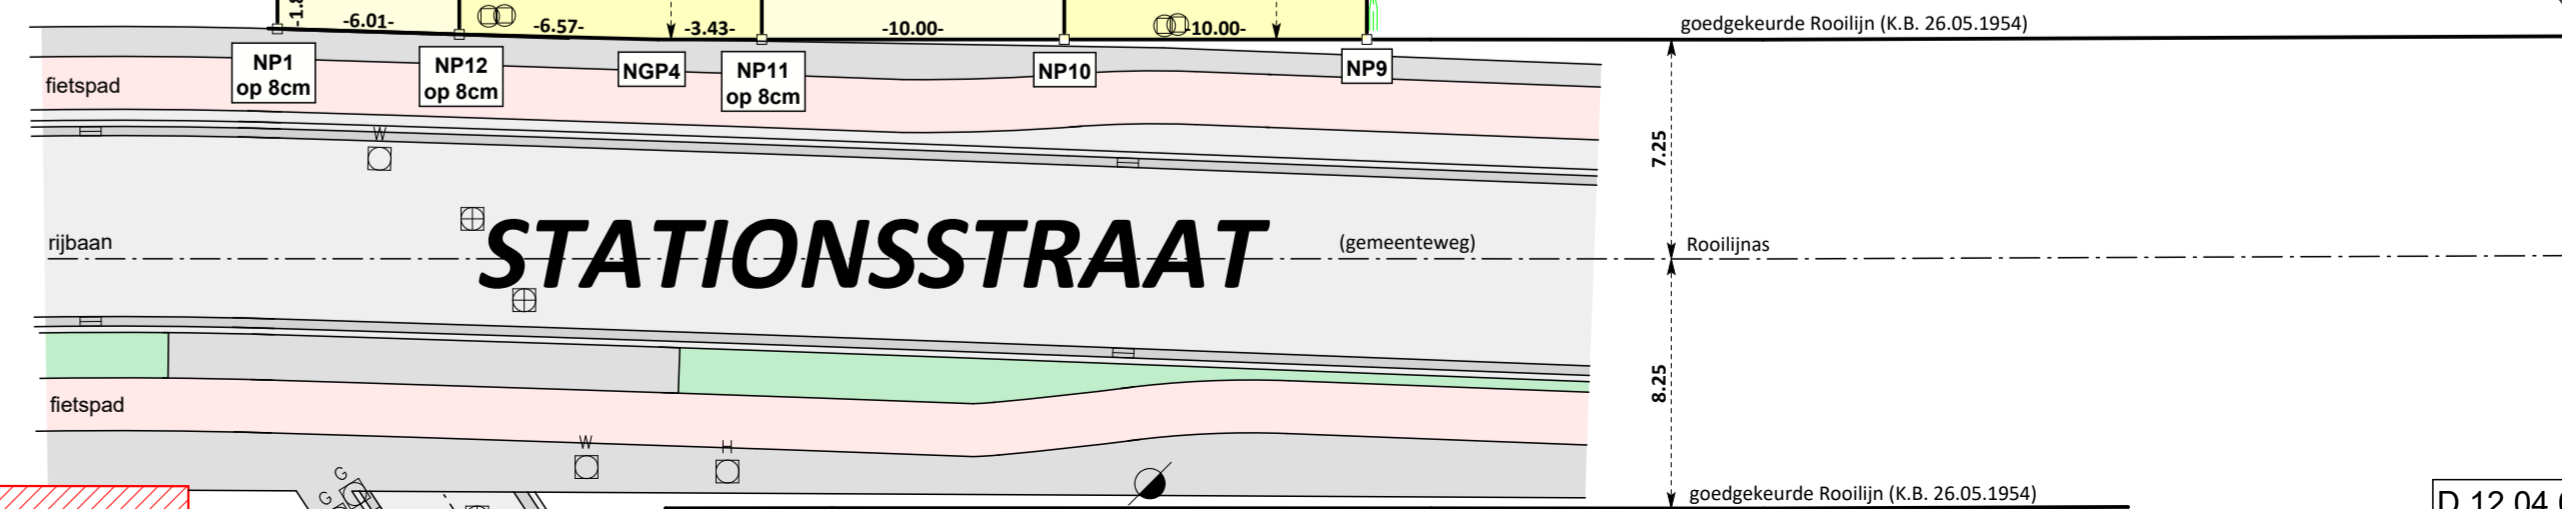 -6.01-
-6.57-
-3.43-
-10.00-
-10.00-
goedgekeurde Rooilijn (K.B. 26.05.1954)
NP1
op 8cm
NP12
op 8cm
NGP4
NP11
op 8cm
NP10
NP9
fietspad
W
7.25
rijbaan
STATIONSSTRAAT
(gemeenteweg)
Rooilijnas
8.25
fietspad
W
H
G
G
goedgekeurde Rooilijn (K.B. 26.05.1954)
D 12.04